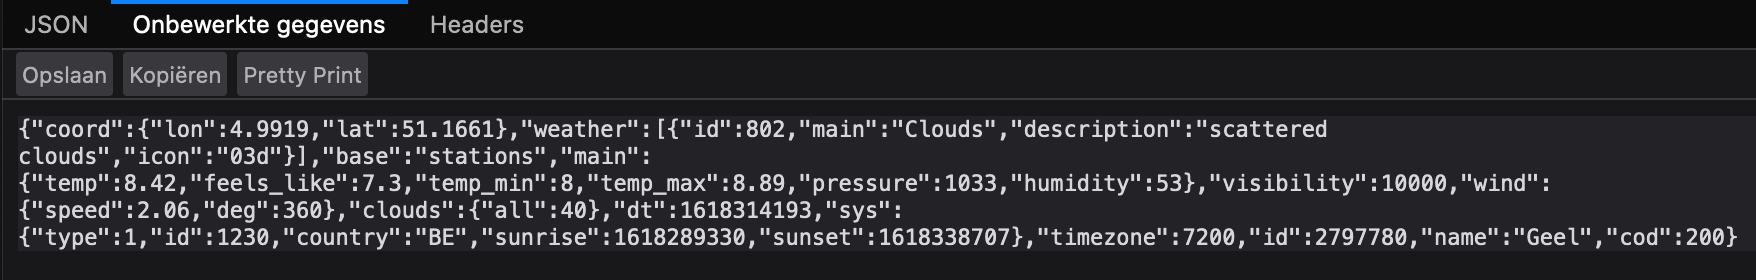 JSON Onbewerkte gegevens Headers
Opslaan Kopiëren Pretty Print
{"coord":{"lon":4.9919,"lat":51.1661},"weather":[{"id":802,"main":"Clouds","description":"scattered
clouds","icon":"03d"}],"base":"stations","main":
{"temp":8.42,"feels_like":7.3,"temp_min":8,"temp_max":8.89,"pressure":1033,"humidity":53},"visibility":10000,"wind":
{"speed":2.06,"deg":360},"clouds":{"all":40},"dt":1618314193,"sys":
{"type":1,"id":1230,"country":"BE","sunrise":1618289330,"sunset":1618338707},"timezone":7200,"id":2797780,"name":"Geel","cod":200}